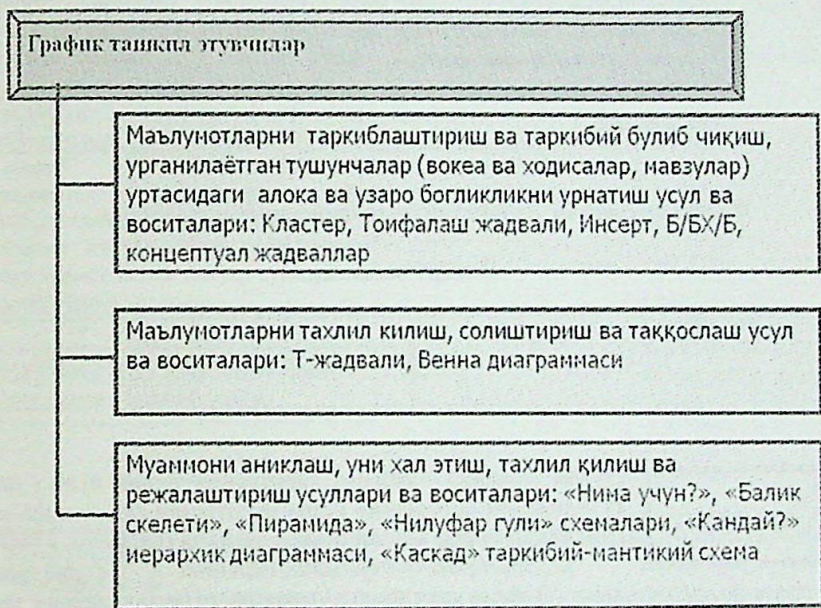 График ташкил этувчилар
Маълумотларни таркиблаштириш ва таркибий булиб чиқиш,
урганилаётган тушунчалар (вокеа ва ходисалар, мавзулар)
уртасидаги алока ва узаро богликликни урнатиш усул ва
воситалари: Кластер, Тоифалаш жадвали, Инсерт, Б/БХ/Б,
концептуал жадваллар
Маълумотларни тахлил килиш, солиштириш ва таққослаш усул
ва воситалари: Т-жадвали, Венна диаграммаси
Муаммони аниклаш, уни хал этиш, тахлил қилиш ва
режалаштириш усуллари ва воситалари: «Нима учун?», «Балик
скелети», «Пирамида», «Нилуфар гули» схемалари, «Кандай?»
иерархик диаграммаси, «Каскад» таркибий-мантикий схема